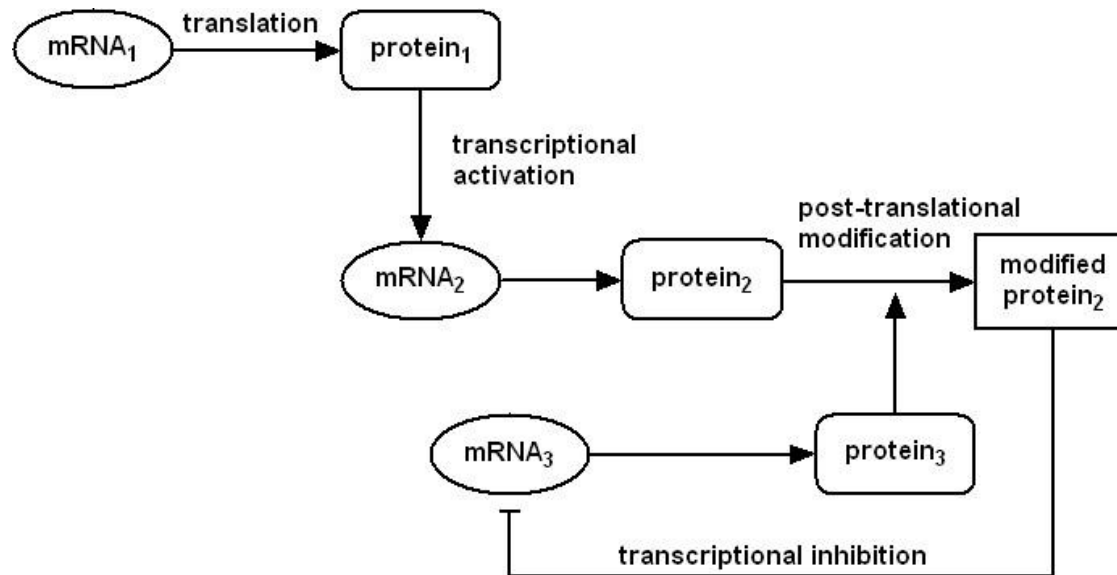 translation
mRNA₁
protein₁
transcriptional
activation
post-translational
modification
mRNA₂
protein₂
modified
protein₂
mRNA₃
protein₃
transcriptional inhibition